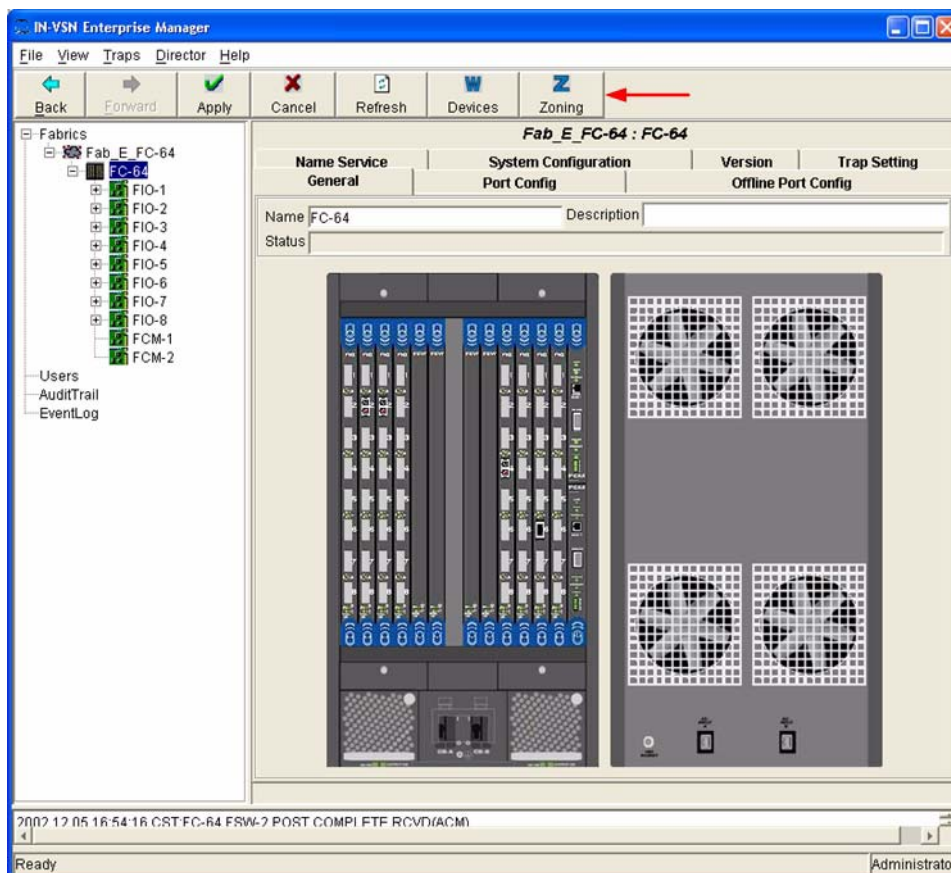 IN-VSN Enterprise Manager
File View Traps Director Help
Back Forward Apply Cancel Refresh Devices Zoning
Fabrics
Fab_E_FC-64
FC-64
FIO-1
FIO-2
FIO-3
FIO-4
FIO-5
FIO-6
FIO-7
FIO-8
FCM-1
FCM-2
Users
AuditTrail
EventLog
Fab_E_FC-64 : FC-64
Name Service System Configuration Version Trap Setting
General Port Config Offline Port Config
Name FC-64 Description
Status
2002.12.05 16:54:16 CST:FC-64 FSW-2 POST COMPLETE RCVD(ACM)
Ready Administrato